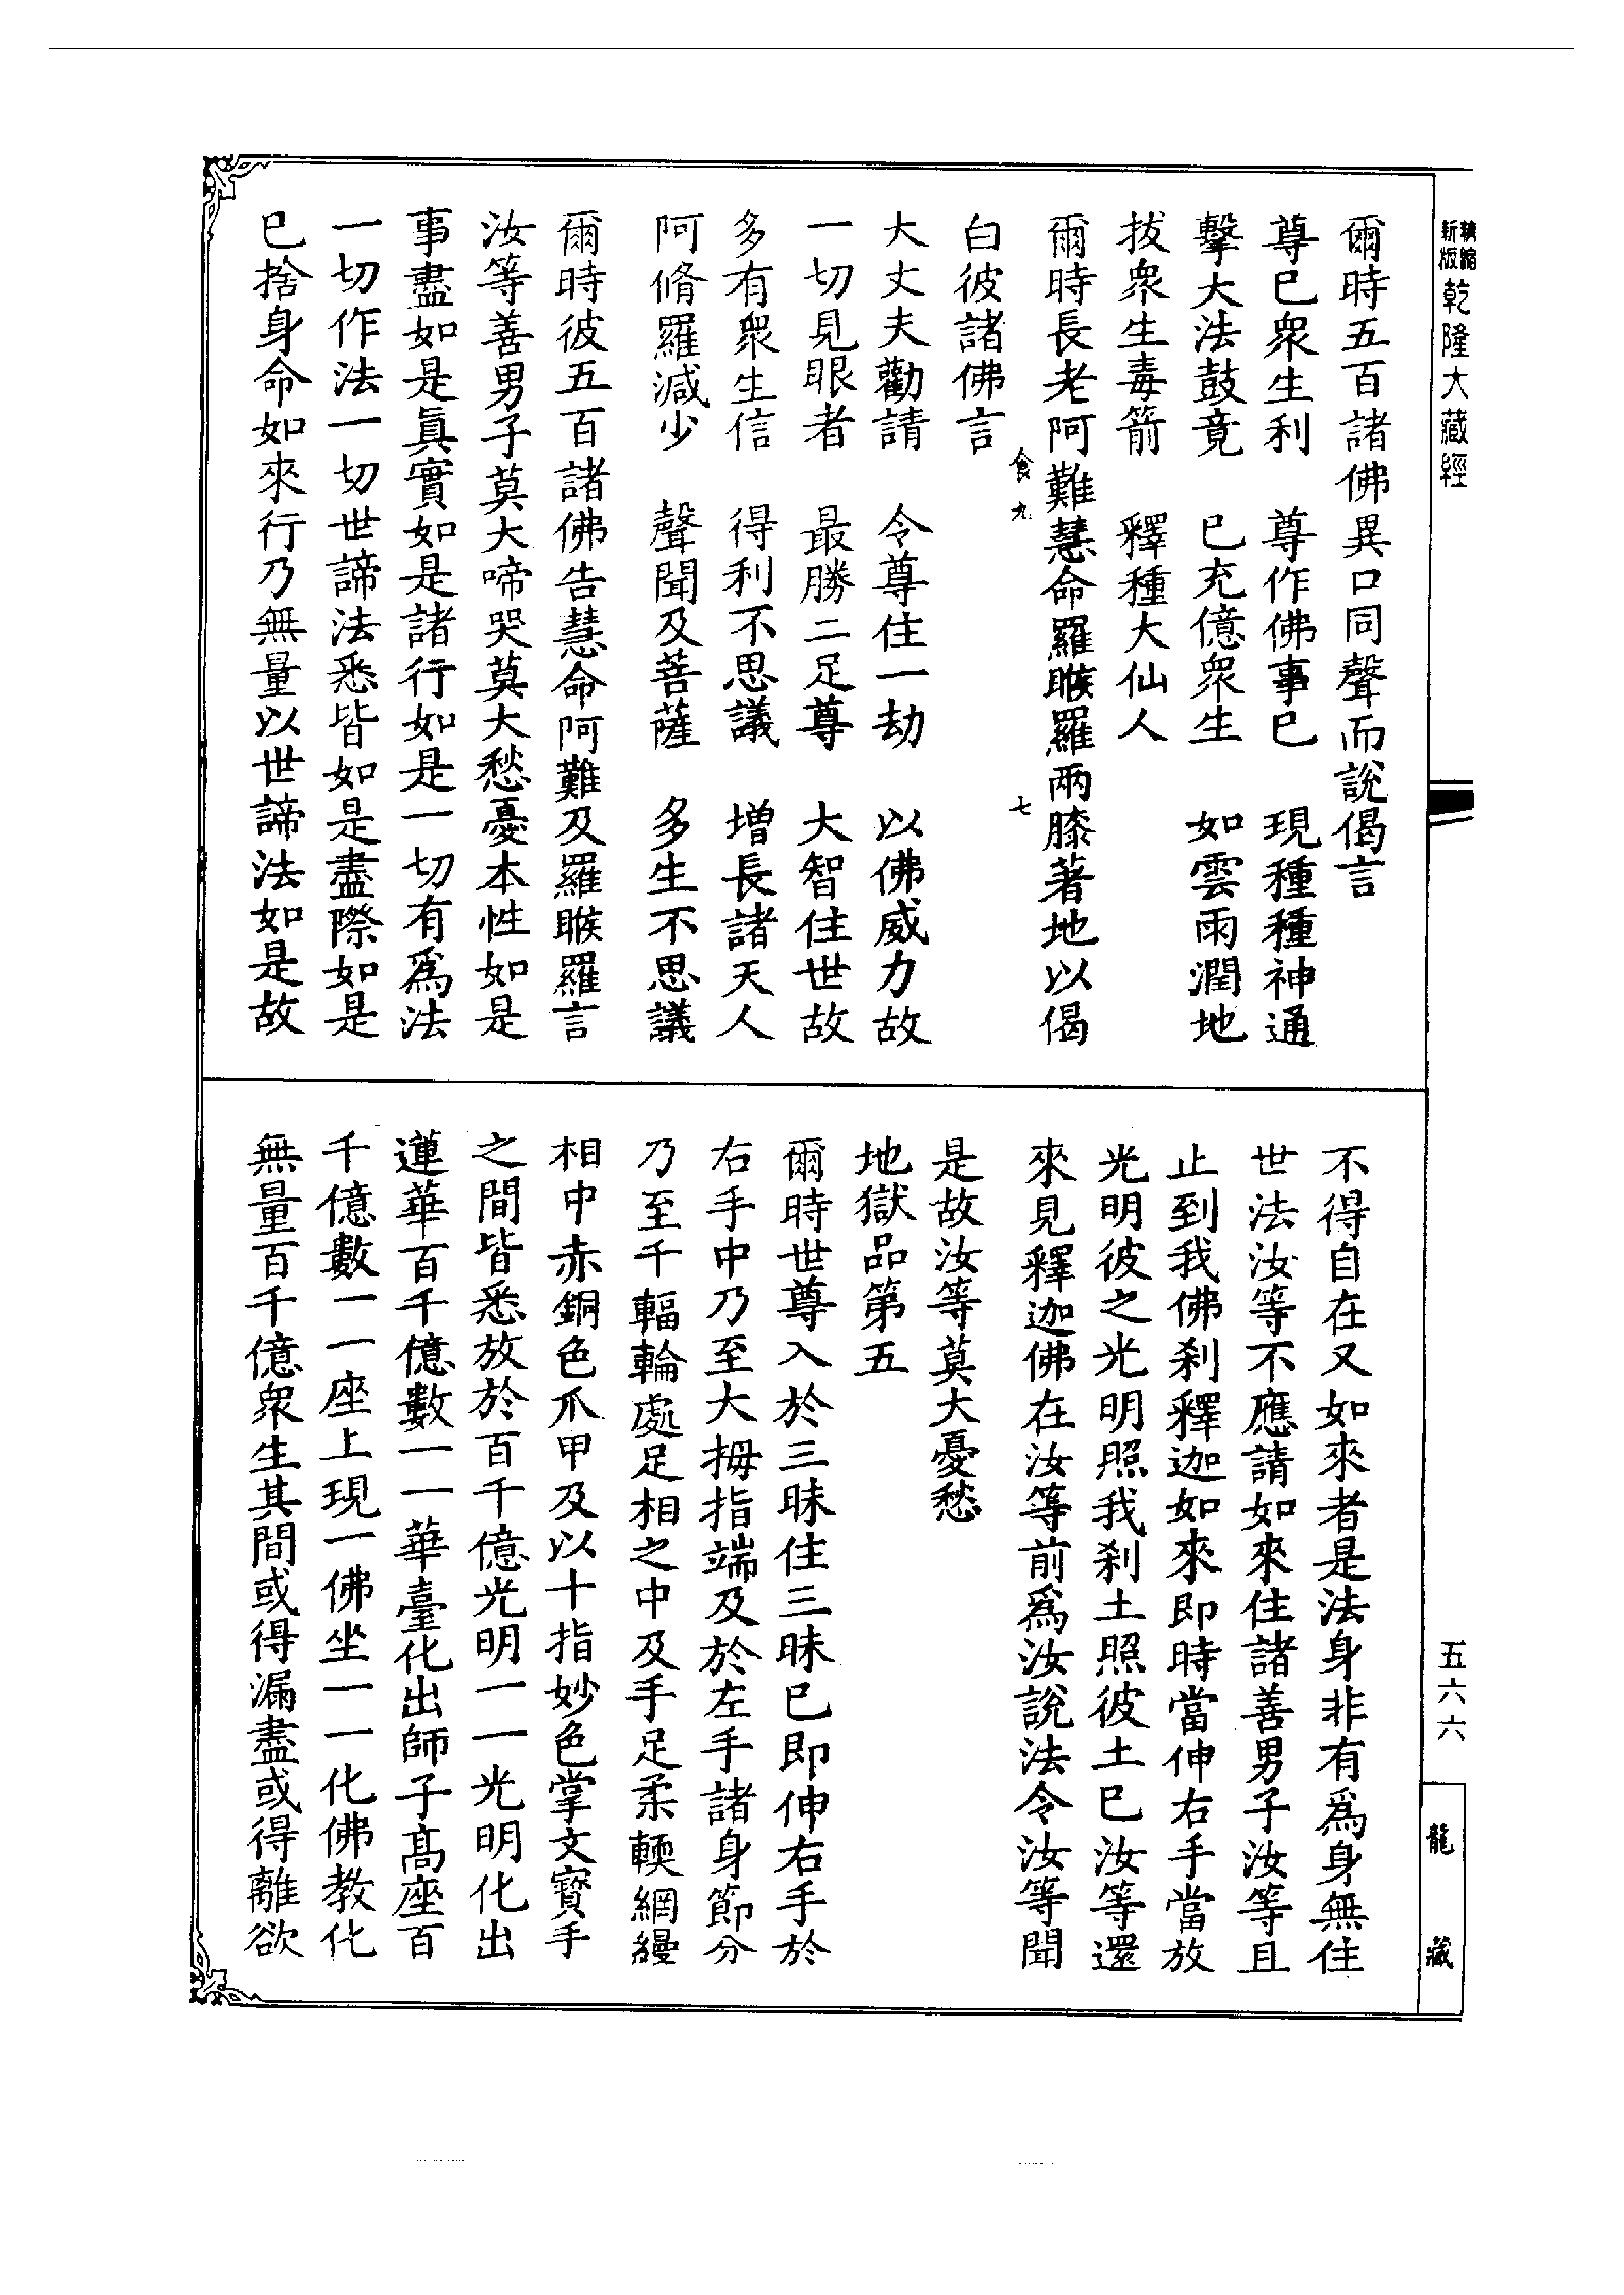 精縮
新版
乾隆大藏經
爾時五百諸佛異口同聲而說偈言
尊已衆生利　尊作佛事已　現種種神通
擊大法鼓竟　已充億衆生　如雲雨潤地
拔衆生毒箭　釋種大仙人
爾時長老阿難慧命羅睺羅兩膝著地以偈
食九　七
白彼諸佛言
大丈夫勸請　令尊住一劫　以佛威力故
一切見眼者　最勝二足尊　大智住世故
多有衆生信　得利不思議　增長諸天人
阿脩羅減少　聲聞及菩薩　多生不思議
爾時彼五百諸佛告慧命阿難及羅睺羅言
汝等善男子莫大啼哭莫大愁憂本性如是
事盡如是眞實如是諸行如是一切有爲法
一切作法一切世諦法悉皆如是盡際如是
已捨身命如來行乃無量以世諦法如是故
不得自在又如來者是法身非有爲身無住
世法汝等不應請如來住諸善男子汝等且
止到我佛刹釋迦如來即時當伸右手當放
光明彼之光明照我刹土照彼土已汝等還
來見釋迦佛在汝等前爲汝說法令汝等聞
是故汝等莫大憂愁
地獄品第五
爾時世尊入於三昧住三昧已即伸右手於
右手中乃至大拇指端及於左手諸身節分
乃至千輻輪處足相之中及手足柔輭網縵
相中赤銅色爪甲及以十指妙色掌文寶手
之間皆悉放於百千億光明一一光明化出
蓮華百千億數一一華臺化出師子高座百
千億數一一座上現一佛坐一一化佛教化
無量百千億衆生其間或得漏盡或得離欲
五六六
龍藏